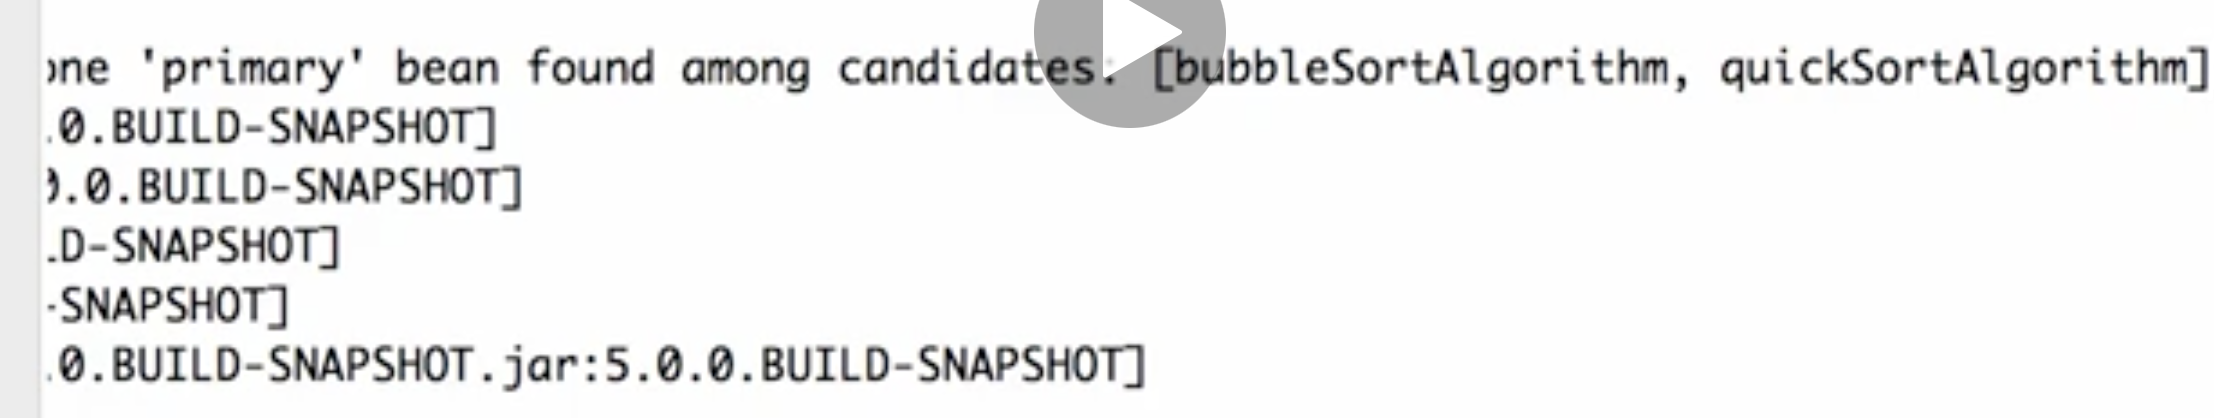 one 'primary' bean found among candidates: [bubbleSortAlgorithm, quickSortAlgorithm]
.0.BUILD-SNAPSHOT]
0.0.BUILD-SNAPSHOT]
D-SNAPSHOT]
-SNAPSHOT]
.0.BUILD-SNAPSHOT.jar:5.0.0.BUILD-SNAPSHOT]